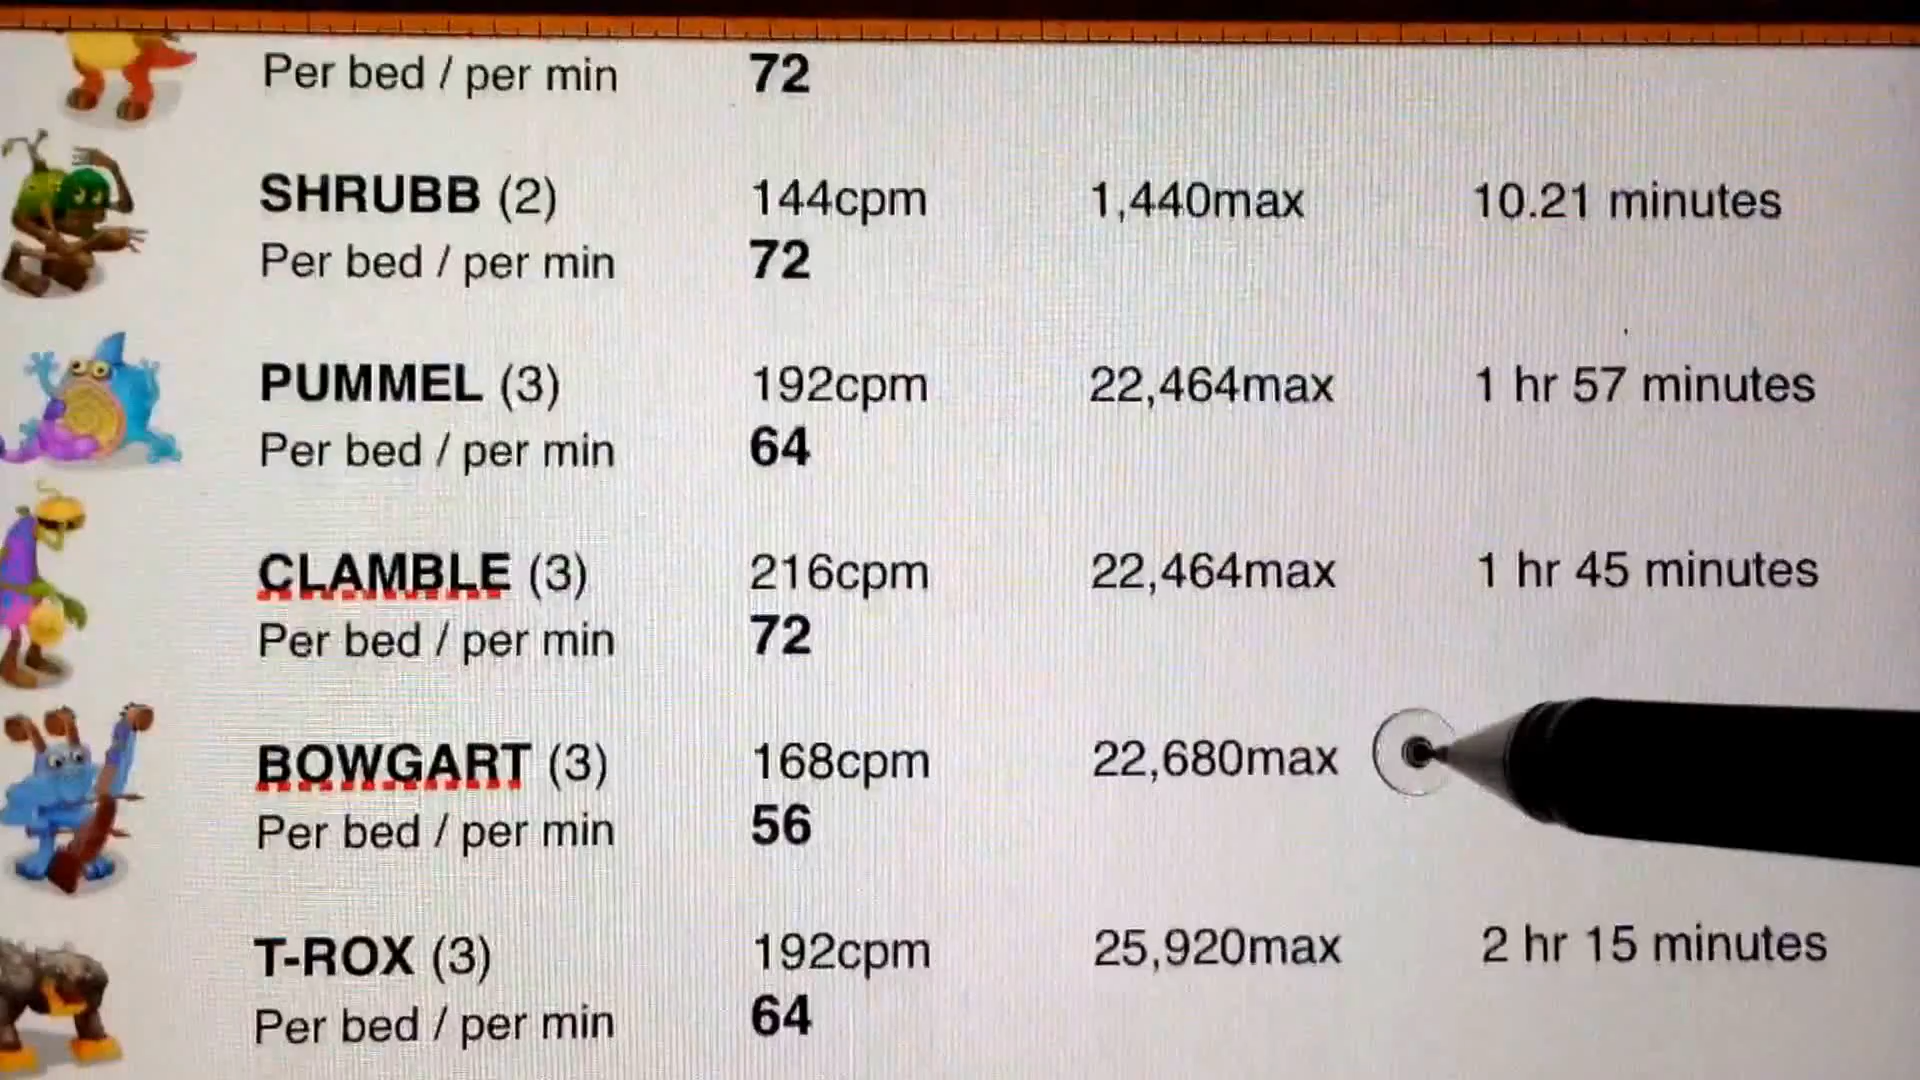 Per bed / per min 72
SHRUBB (2) 144cpm 1,440max 10.21 minutes
Per bed / per min 72
PUMMEL (3) 192cpm 22,464max 1 hr 57 minutes
Per bed / per min 64
CLAMBLE (3) 216cpm 22,464max 1 hr 45 minutes
Per bed / per min 72
BOWGART (3) 168cpm 22,680max
Per bed / per min 56
T-ROX (3) 192cpm 25,920max 2 hr 15 minutes
Per bed / per min 64